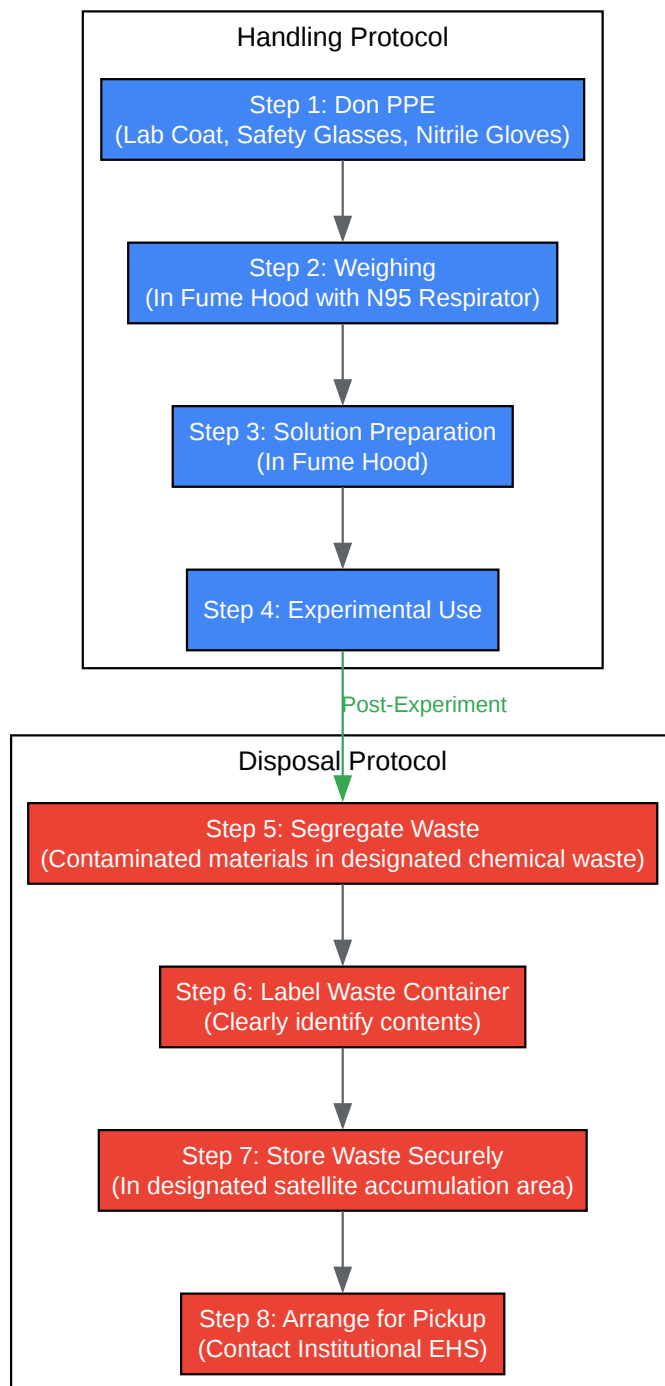 Handling Protocol
Step 1: Don PPE
(Lab Coat, Safety Glasses, Nitrile Gloves)
Step 2: Weighing
(In Fume Hood with N95 Respirator)
Step 3: Solution Preparation
(In Fume Hood)
Step 4: Experimental Use
Post-Experiment
Disposal Protocol
Step 5: Segregate Waste
(Contaminated materials in designated chemical waste)
Step 6: Label Waste Container
(Clearly identify contents)
Step 7: Store Waste Securely
(In designated satellite accumulation area)
Step 8: Arrange for Pickup
(Contact Institutional EHS)